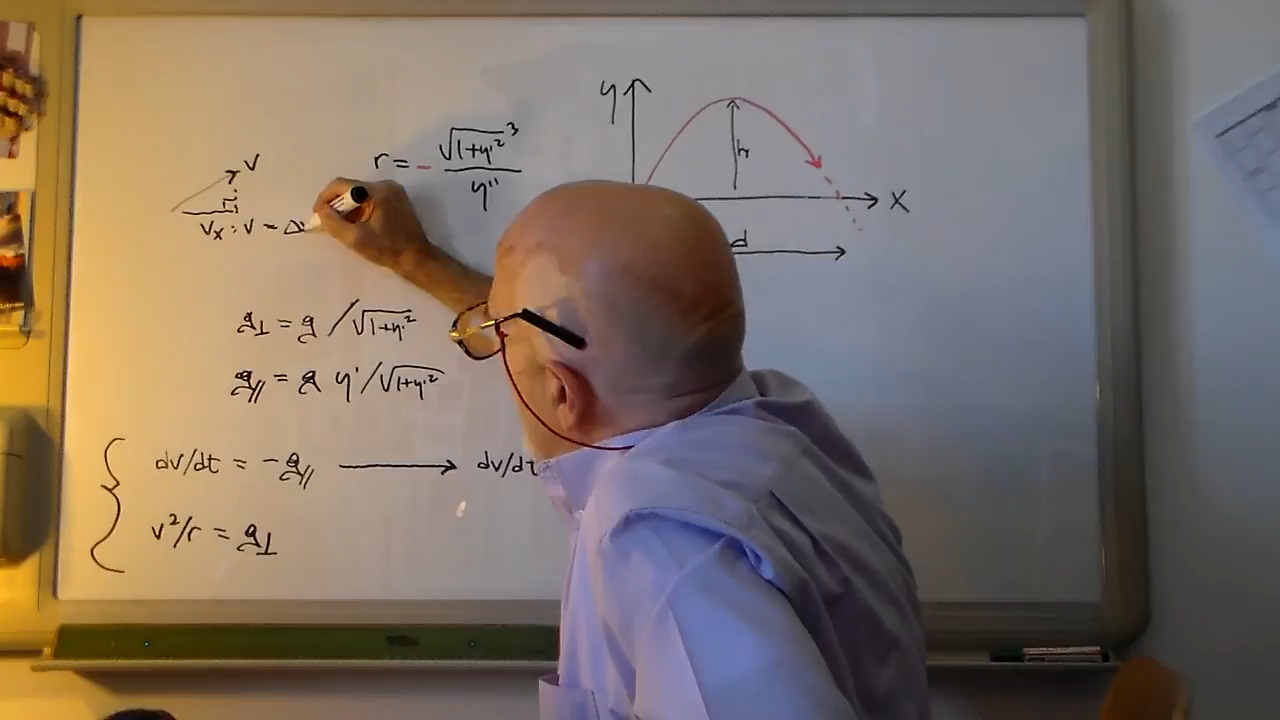 y
r = - √(1+y'²)³ / y''
v
h
x
vₓ : v = Δ
d
g⊥ = g / √(1+y'²)
g∥ = g y' / √(1+y'²)
dv/dt = -g∥ ⟶ dv/dt
v²/r = g⊥